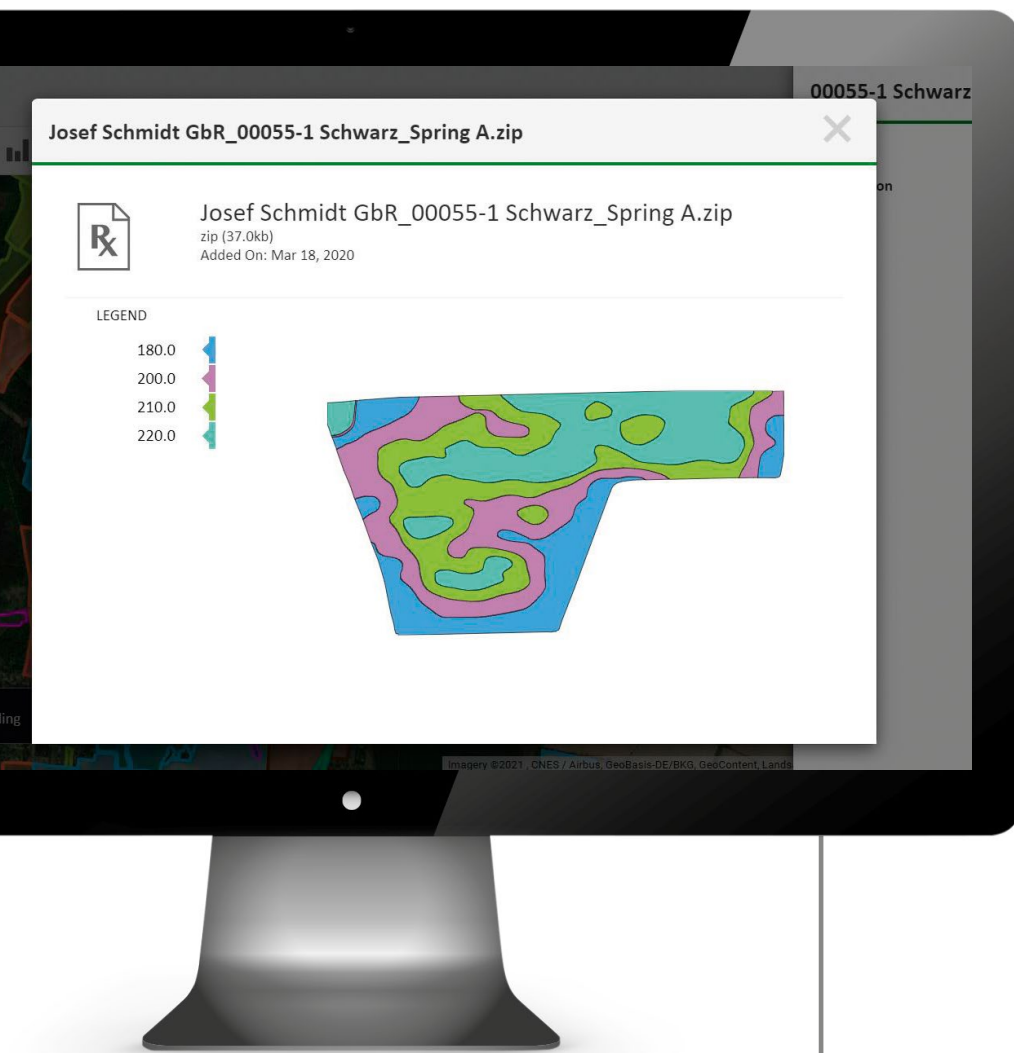 00055-1 Schwarz
Josef Schmidt GbR_00055-1 Schwarz_Spring A.zip
on
Rx
Josef Schmidt GbR_00055-1 Schwarz_Spring A.zip
zip (37.0kb)
Added On: Mar 18, 2020
LEGEND
180.0
200.0
210.0
220.0
Imagery ©2021 , CNES / Airbus, GeoBasis-DE/BKG, GeoContent, Lands